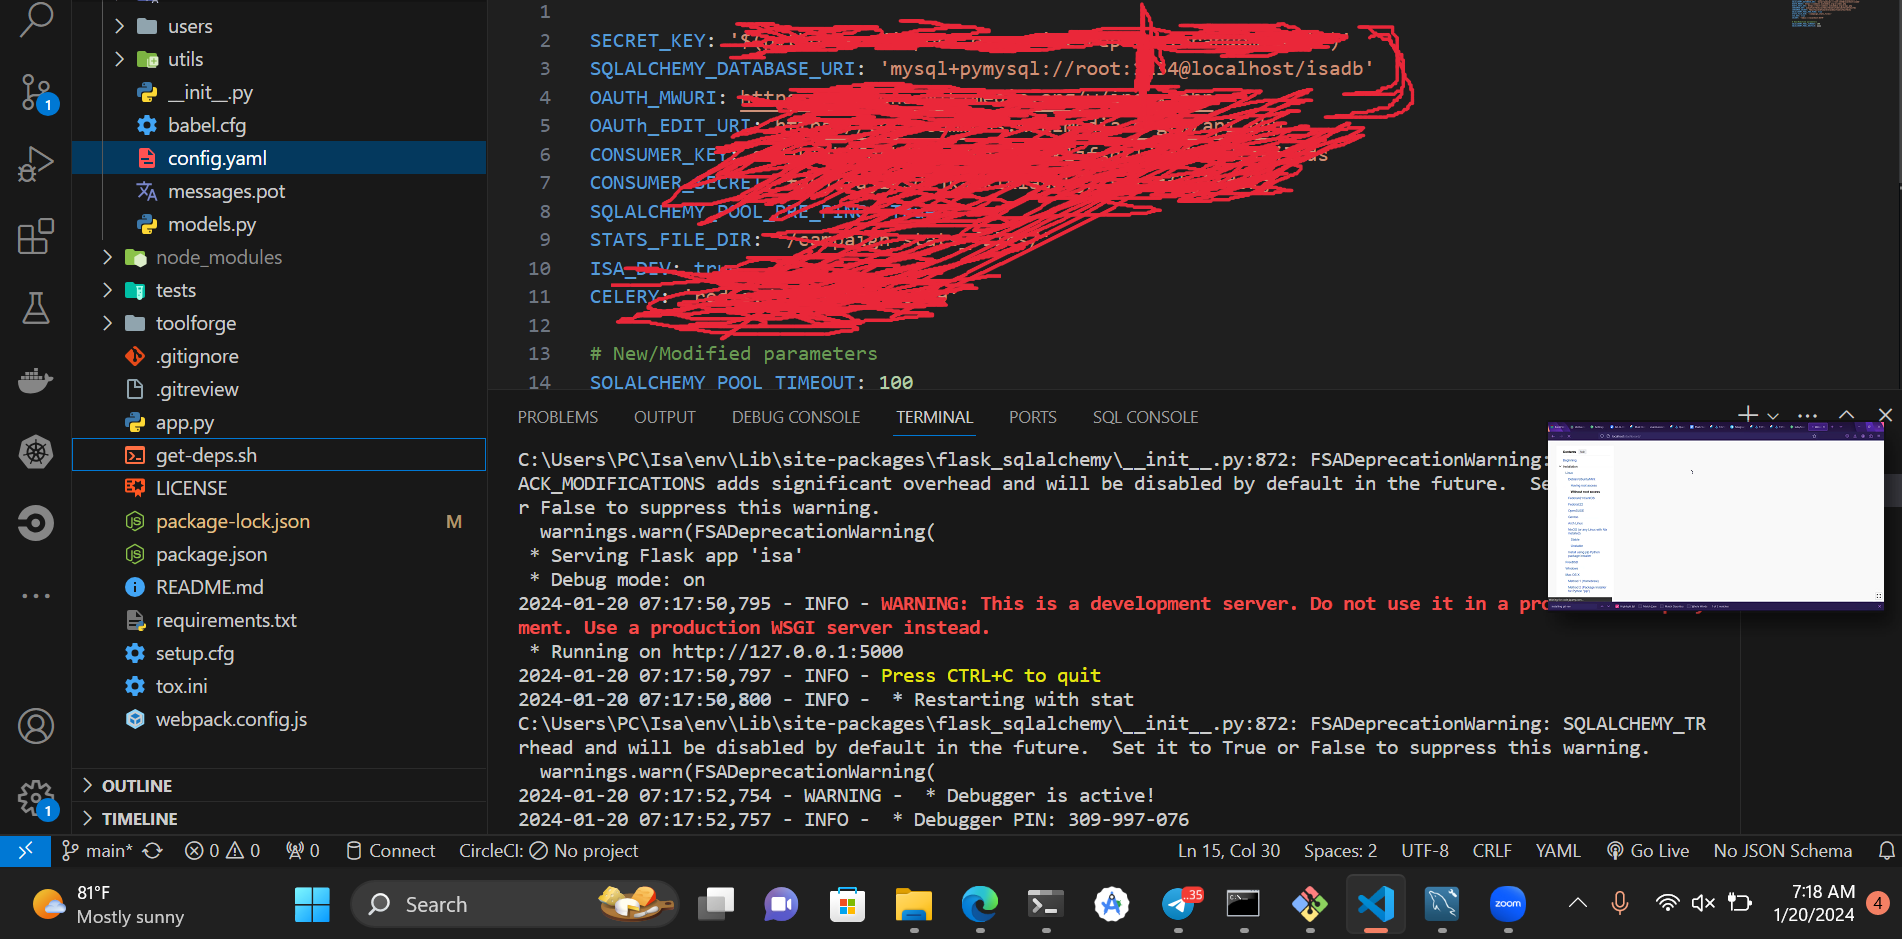 users
utils
__init__.py
babel.cfg
config.yaml
messages.pot
models.py
node_modules
tests
toolforge
.gitignore
.gitreview
app.py
get-deps.sh
LICENSE
package-lock.json M
package.json
README.md
requirements.txt
setup.cfg
tox.ini
webpack.config.js
OUTLINE
TIMELINE
1
1
1
2 SECRET_KEY:
3 SQLALCHEMY_DATABASE_URI: 'mysql+pymysql://root: @localhost/isadb'
4 OAUTH_MWURI:
5 OAUTh_EDIT_URI:
6 CONSUMER_KEY
7 CONSUMER_SECRET
8 SQLALCHEMY_POOL_PRE_PING
9 STATS_FILE_DIR:
10 ISA_DEV:
11 CELERY:
12
13 # New/Modified parameters
14 SQLALCHEMY_POOL_TIMEOUT: 100
PROBLEMS OUTPUT DEBUG CONSOLE TERMINAL PORTS SQL CONSOLE
C:\Users\PC\Isa\env\Lib\site-packages\flask_sqlalchemy\__init__.py:872: FSADeprecationWarning:
ACK_MODIFICATIONS adds significant overhead and will be disabled by default in the future. Se
r False to suppress this warning.
warnings.warn(FSADeprecationWarning(
* Serving Flask app 'isa'
* Debug mode: on
2024-01-20 07:17:50,795 - INFO - WARNING: This is a development server. Do not use it in a pro
ment. Use a production WSGI server instead.
* Running on http://127.0.0.1:5000
2024-01-20 07:17:50,797 - INFO - Press CTRL+C to quit
2024-01-20 07:17:50,800 - INFO -  * Restarting with stat
C:\Users\PC\Isa\env\Lib\site-packages\flask_sqlalchemy\__init__.py:872: FSADeprecationWarning: SQLALCHEMY_TR
rhead and will be disabled by default in the future.  Set it to True or False to suppress this warning.
warnings.warn(FSADeprecationWarning(
2024-01-20 07:17:52,754 - WARNING -  * Debugger is active!
2024-01-20 07:17:52,757 - INFO -  * Debugger PIN: 309-997-076
main* 0 0 0 Connect CircleCI: No project Ln 15, Col 30 Spaces: 2 UTF-8 CRLF YAML Go Live No JSON Schema
81°F
Mostly sunny
Search
35
zoom
7:18 AM
1/20/2024
4